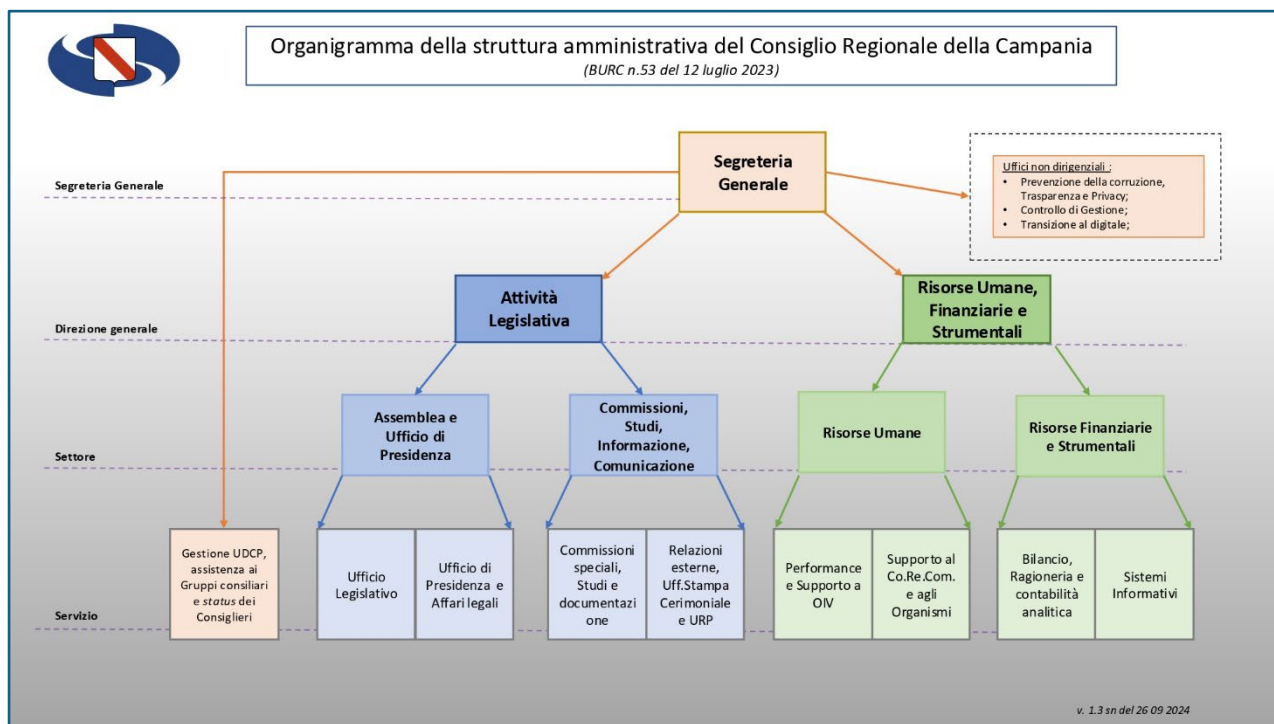 Organigramma della struttura amministrativa del Consiglio Regionale della Campania
(BURC n.53 del 12 luglio 2023)
Segreteria
Generale
Uffici non dirigenziali :
• Prevenzione della corruzione,
Trasparenza e Privacy;
• Controllo di Gestione;
• Transizione al digitale;
Segreteria Generale
Attività
Legislativa
Risorse Umane,
Finanziarie e
Strumentali
Direzione generale
Assemblea e
Ufficio di
Presidenza
Commissioni,
Studi,
Informazione,
Comunicazione
Risorse Umane
Risorse Finanziarie
e Strumentali
Settore
Gestione UDCP,
assistenza ai
Gruppi consiliari
e status dei
Consiglieri
Ufficio
Legislativo
Ufficio di
Presidenza e
Affari legali
Commissioni
speciali, Studi e
documentazi
one
Relazioni
esterne,
Uff.Stampa
Cerimoniale
e URP
Performance
e Supporto a
OIV
Supporto al
Co.Re.Com.
e agli
Organismi
Bilancio,
Ragioneria e
contabilità
analitica
Sistemi
Informativi
Servizio
v. 1.3 sn del 26 09 2024